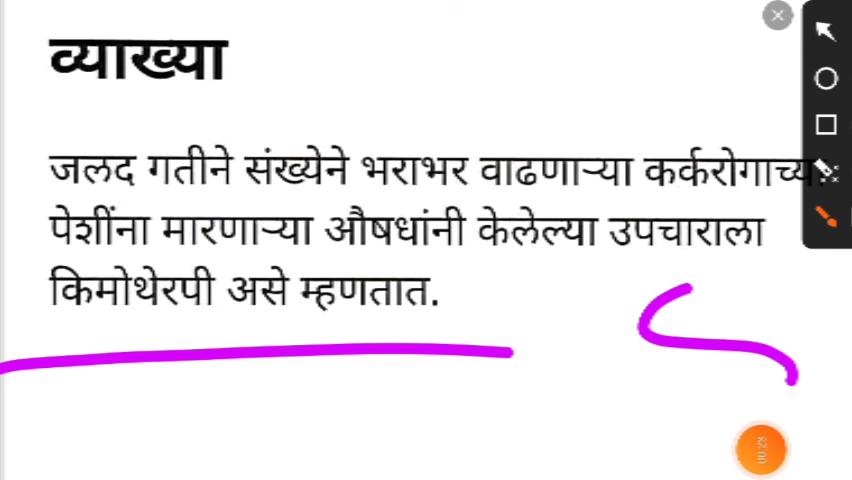 व्याख्या
जलद गतीने संख्येने भराभर वाढणाऱ्या कर्करोगाच्या
पेशींना मारणाऱ्या औषधांनी केलेल्या उपचाराला
किमोथेरपी असे म्हणतात.